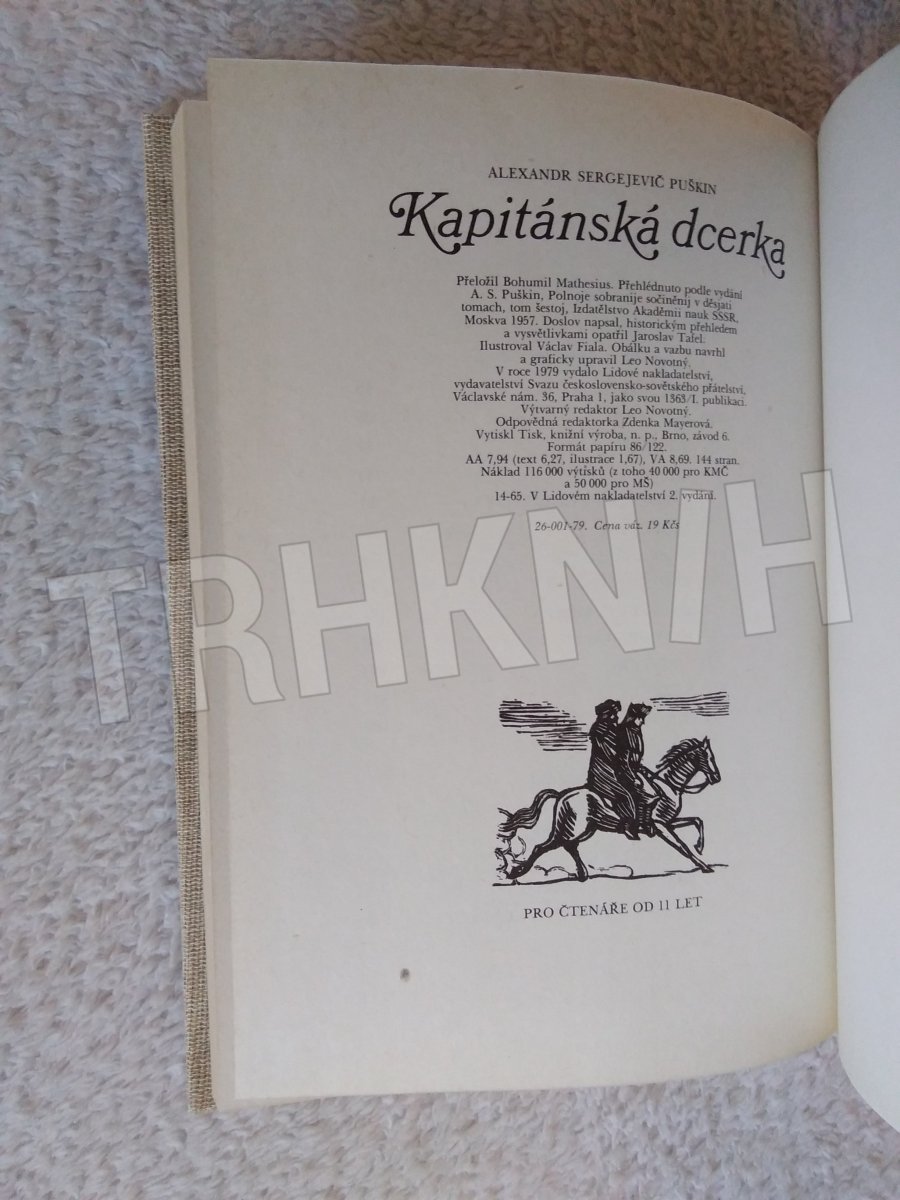 ALEXANDR SERGEJEVIČ PUŠKIN
Kapitánská dcerka
Přeložil Bohumil Mathesius. Přehlédnuto podle vydání
A. S. Puškin, Polnoje sobranije sočiněnij v děsjati
tomach, tom šestoj, Izdatělstvo Akaděmii nauk SSSR,
Moskva 1957. Doslov napsal, historickým přehledem
a vysvětlivkami opatřil Jaroslav Tafel.
Ilustroval Václav Fiala. Obálku a vazbu navrhl
a graficky upravil Leo Novotný.
V roce 1979 vydalo Lidové nakladatelství,
vydavatelství Svazu československo-sovětského přátelství,
Václavské nám. 36, Praha 1, jako svou 1363/I. publikaci.
Výtvarný redaktor Leo Novotný.
Odpovědná redaktorka Zdenka Mayerová.
Vytiskl Tisk, knižní výroba, n. p., Brno, závod 6.
Formát papíru 86/122.
AA 7,94 (text 6,27, ilustrace 1,67), VA 8,69. 144 stran.
Náklad 116 000 výtisků (z toho 40 000 pro KMČ
a 50 000 pro MŠ)
14-65. V Lidovém nakladatelství 2. vydání.
26-001-79. Cena váz. 19 Kčs
TRHKNIH
PRO ČTENÁŘE OD 11 LET